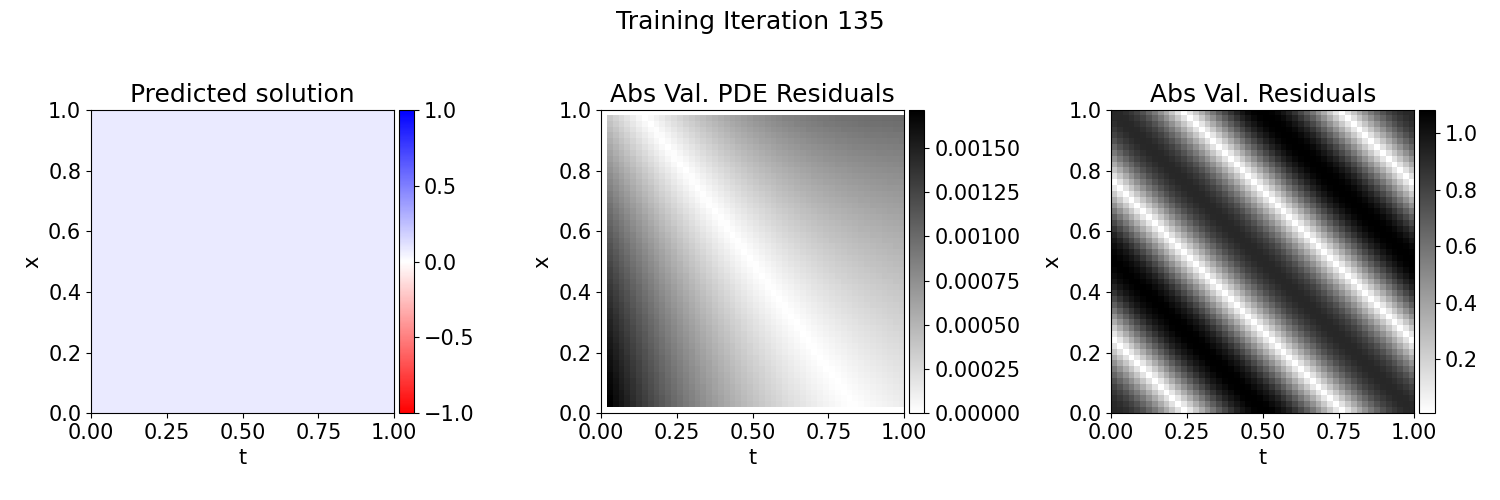 Training Iteration 135
Predicted solution
1.0
0.8
0.6
0.4
0.2
0.0
x
0.00 0.25 0.50 0.75 1.00
t
1.0
0.5
0.0
−0.5
−1.0
Abs Val. PDE Residuals
1.0
0.8
0.6
0.4
0.2
0.0
x
0.00 0.25 0.50 0.75 1.00
t
0.00150
0.00125
0.00100
0.00075
0.00050
0.00025
0.00000
Abs Val. Residuals
1.0
0.8
0.6
0.4
0.2
0.0
x
0.00 0.25 0.50 0.75 1.00
t
1.0
0.8
0.6
0.4
0.2